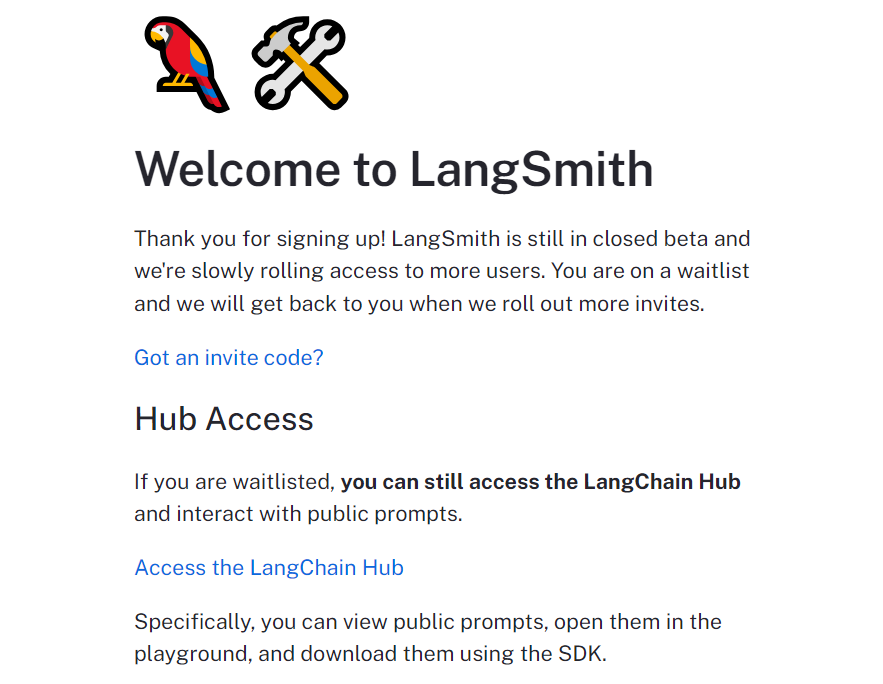 Welcome to LangSmith
Thank you for signing up! LangSmith is still in closed beta and
we're slowly rolling access to more users. You are on a waitlist
and we will get back to you when we roll out more invites.
Got an invite code?
Hub Access
If you are waitlisted, you can still access the LangChain Hub
and interact with public prompts.
Access the LangChain Hub
Specifically, you can view public prompts, open them in the
playground, and download them using the SDK.